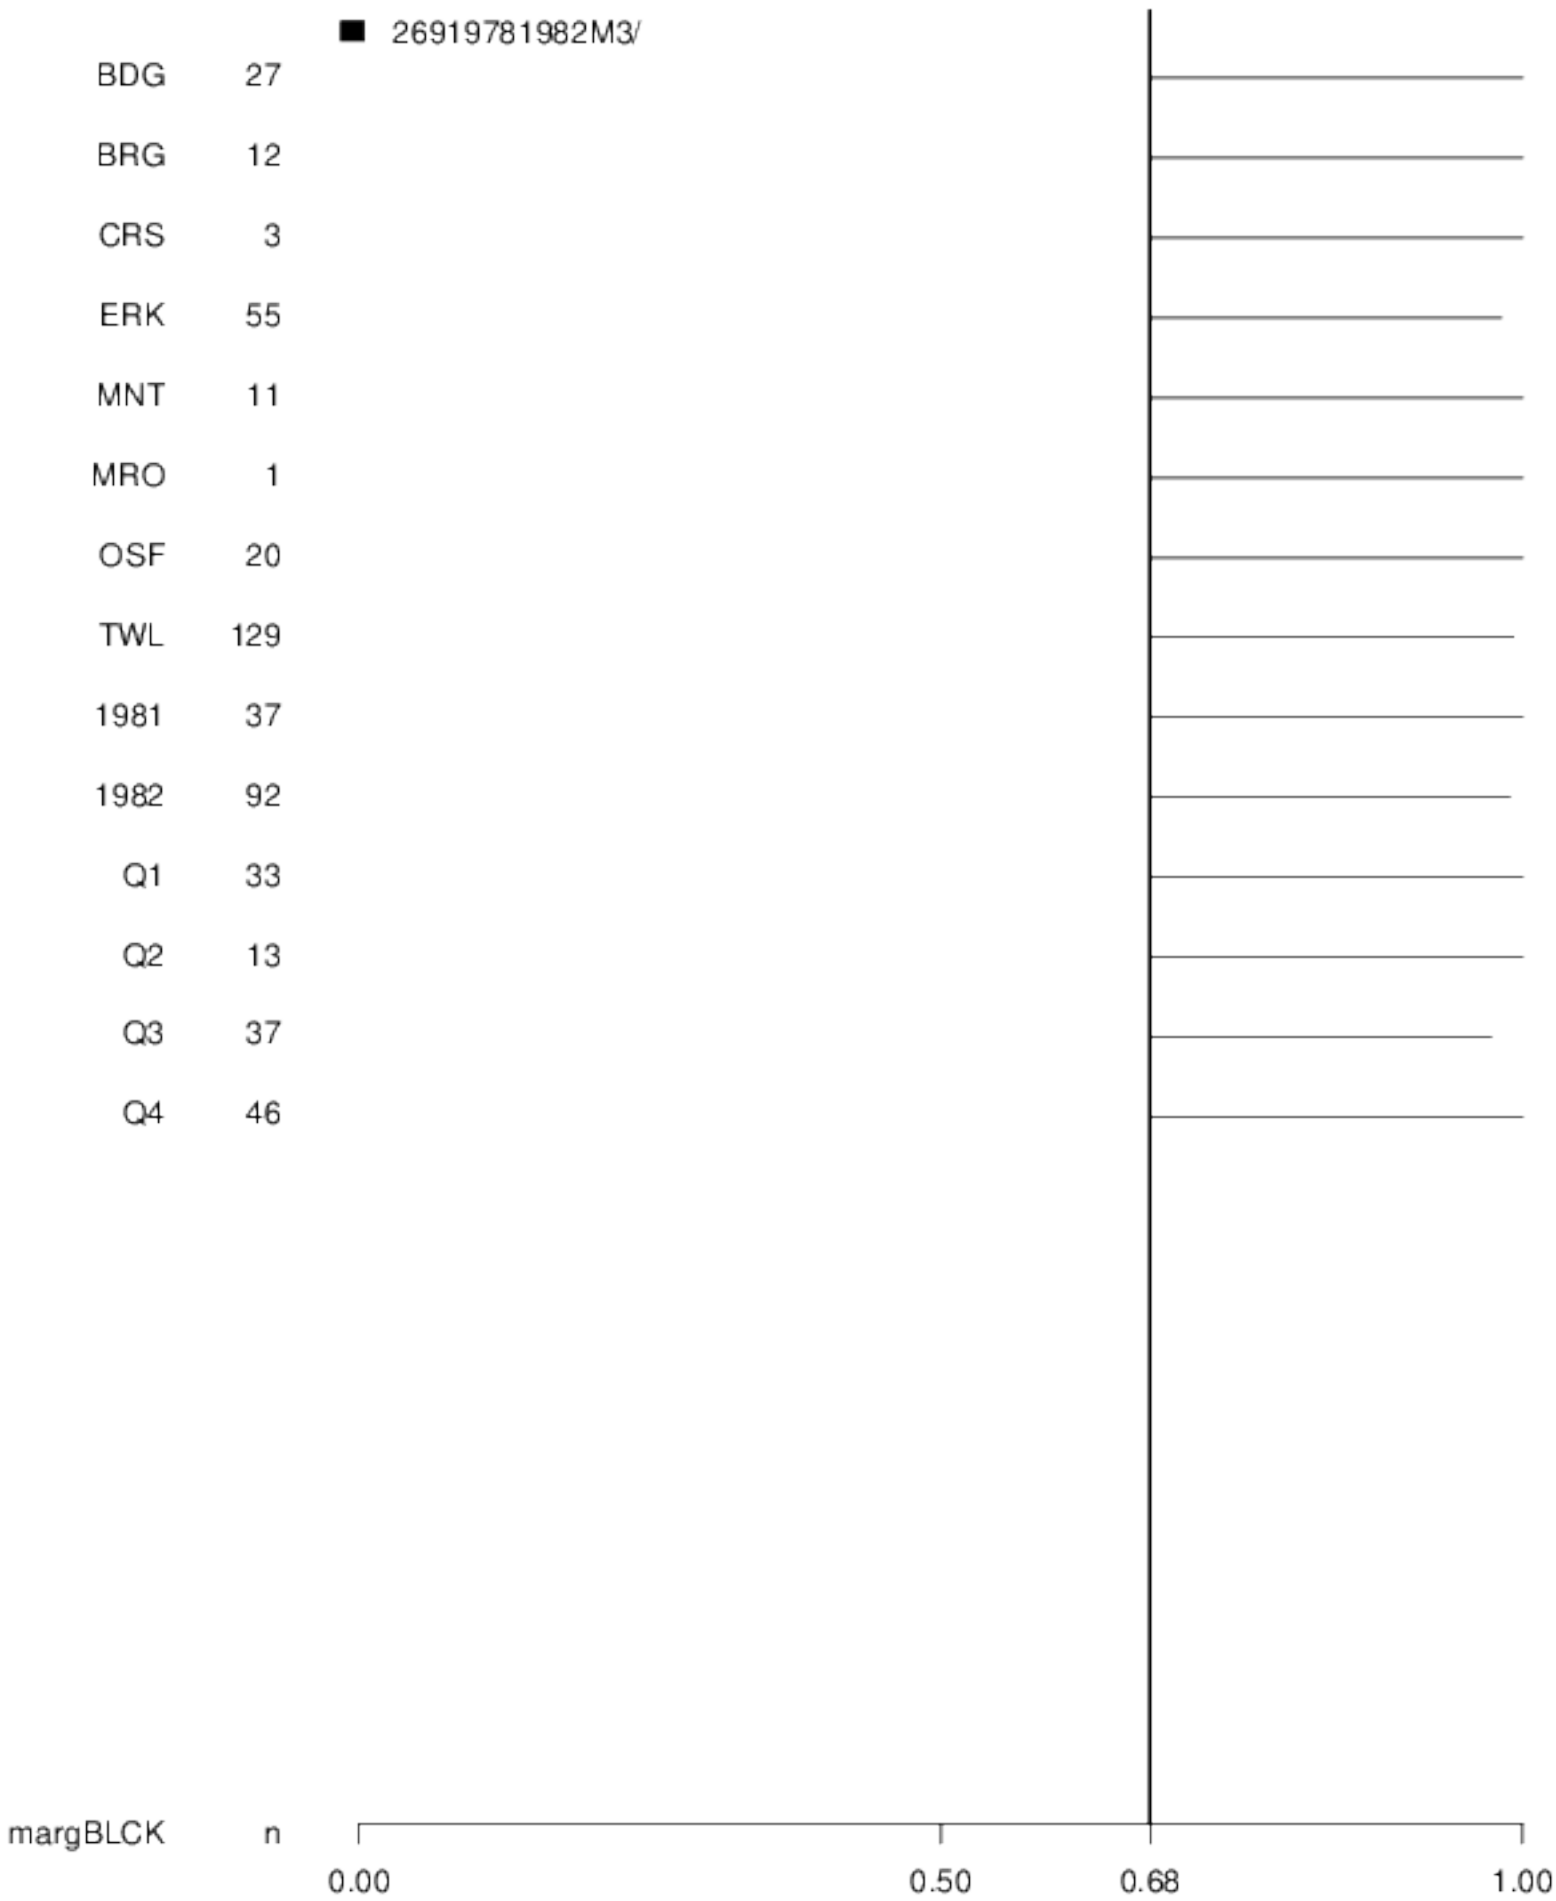 26919781982M3/
BDG 27
BRG 12
CRS 3
ERK 55
MNT 11
MRO 1
OSF 20
TWL 129
1981 37
1982 92
Q1 33
Q2 13
Q3 37
Q4 46
margBLCK n
0.00 0.50 0.68 1.00